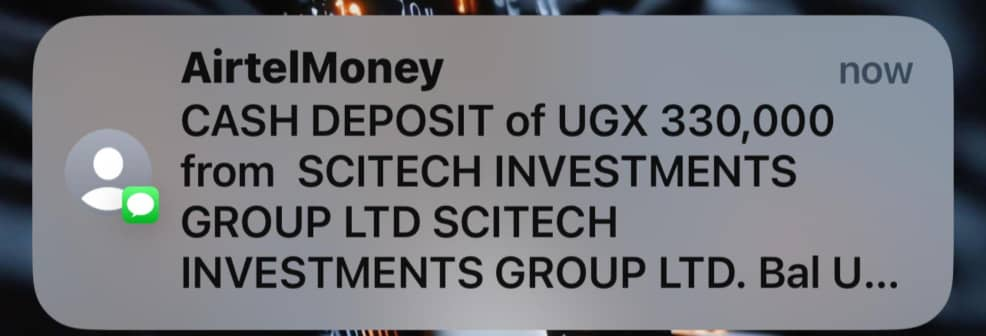 AirtelMoney now
CASH DEPOSIT of UGX 330,000
from SCITECH INVESTMENTS
GROUP LTD SCITECH
INVESTMENTS GROUP LTD. Bal U...